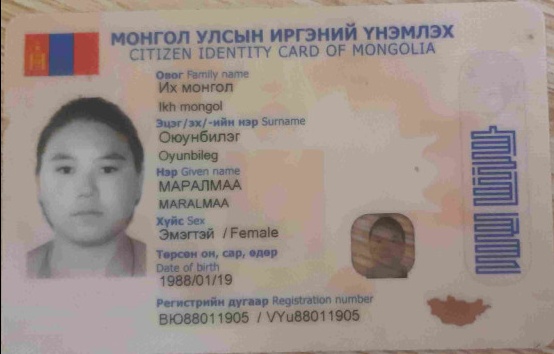 МОНГОЛ УЛСЫН ИРГЭНИЙ ҮНЭМЛЭХ
CITIZEN IDENTITY CARD OF MONGOLIA
Овог Family name
Их монгол
Ikh mongol
Эцэг/эх/-ийн нэр Surname
Оюунбилэг
Oyunbileg
Нэр Given name
МАРАЛМАА
MARALMAA
Хүйс Sex
Эмэгтэй / Female
Төрсөн он, сар, өдөр
Date of birth
1988/01/19
Регистрийн дугаар Registration number
ВЮ88011905 / VYu88011905